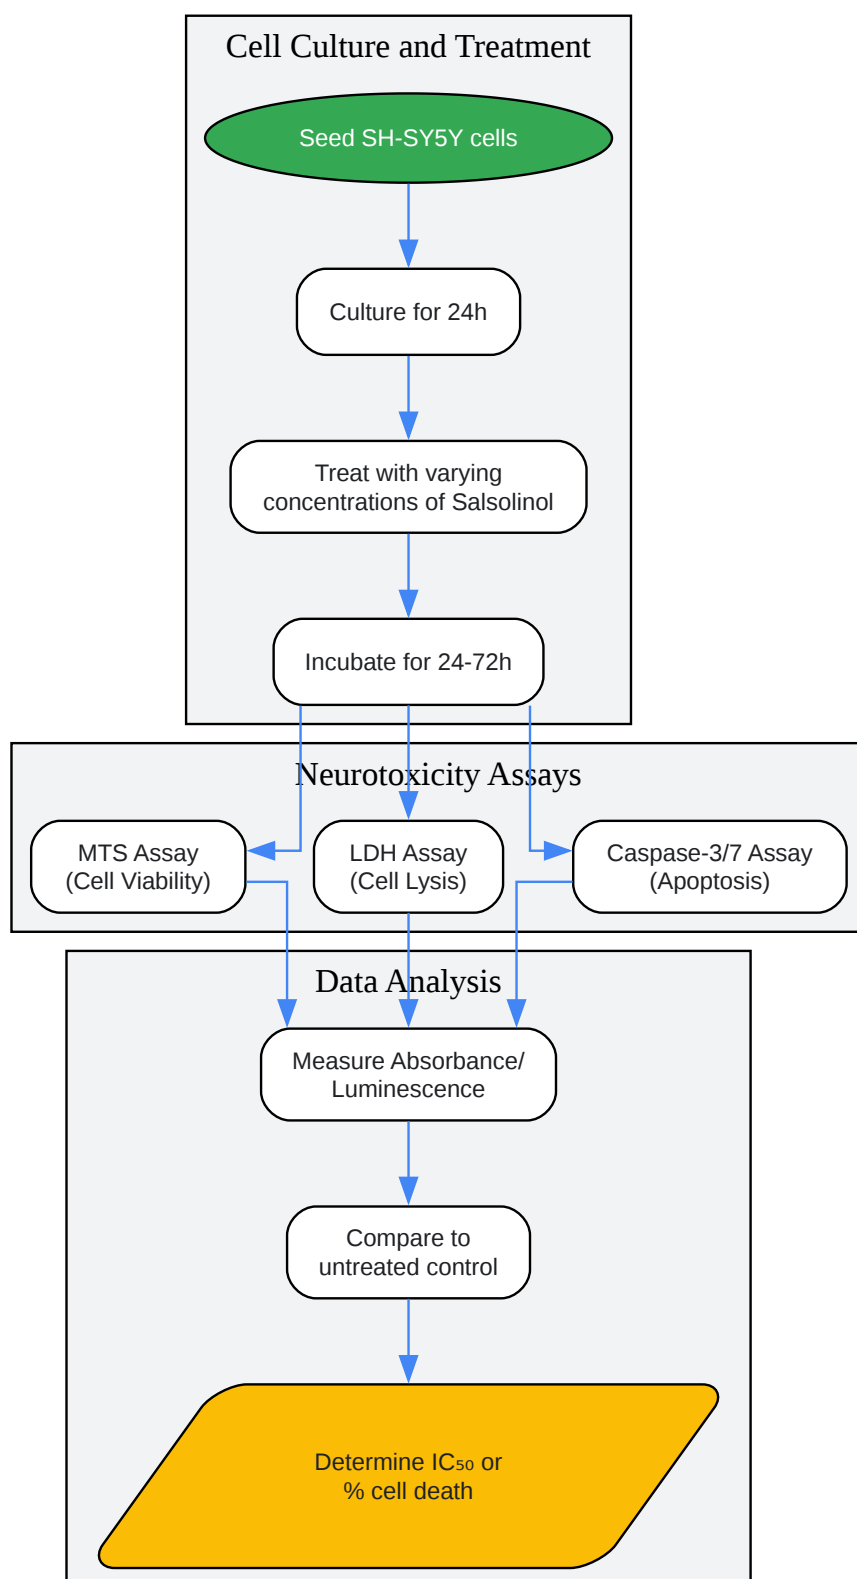 Cell Culture and Treatment
Seed SH-SY5Y cells
Culture for 24h
Treat with varying
concentrations of Salsolinol
Incubate for 24-72h
Neurotoxicity Assays
MTS Assay
(Cell Viability)
LDH Assay
(Cell Lysis)
Caspase-3/7 Assay
(Apoptosis)
Data Analysis
Measure Absorbance/
Luminescence
Compare to
untreated control
Determine IC₅₀ or
% cell death